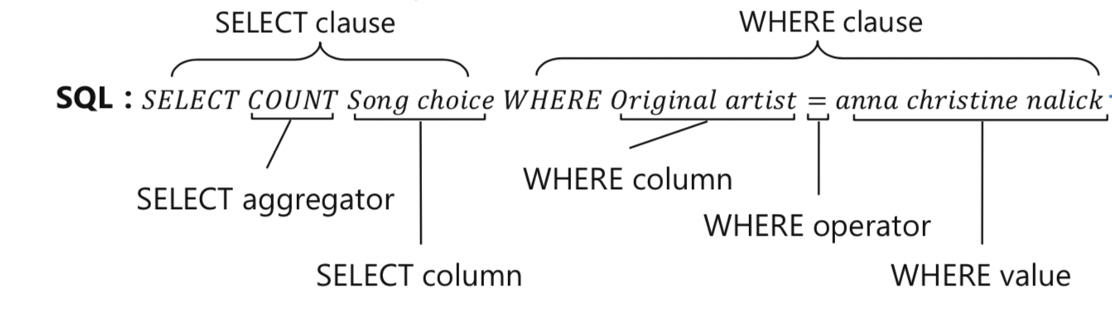 SELECT clause
WHERE clause
SQL : SELECT COUNT Song choice WHERE Original artist = anna christine nalick
WHERE column
SELECT aggregator
WHERE operator
SELECT column
WHERE value